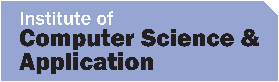 Institute of
Computer Science &
Application